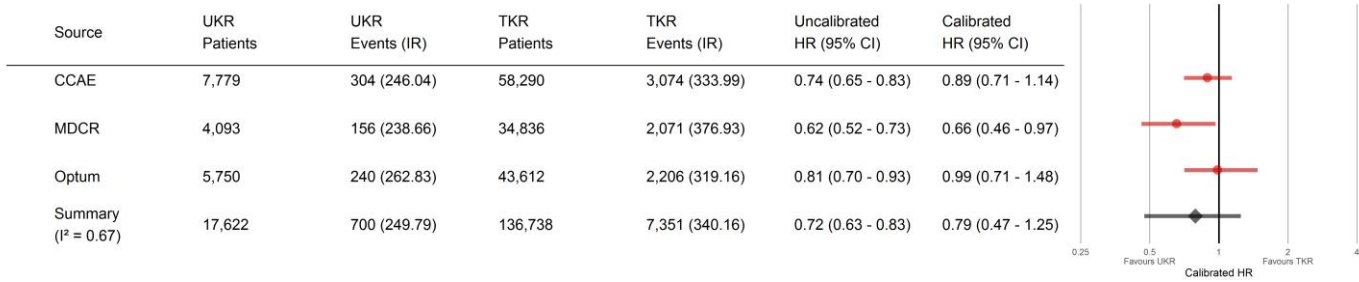 Source UKR Patients UKR Events (IR) TKR Patients TKR Events (IR) Uncalibrated HR (95% CI) Calibrated HR (95% CI)
CCAE 7,779 304 (246.04) 58,290 3,074 (333.99) 0.74 (0.65 - 0.83) 0.89 (0.71 - 1.14)
MDCR 4,093 156 (238.66) 34,836 2,071 (376.93) 0.62 (0.52 - 0.73) 0.66 (0.46 - 0.97)
Optum 5,750 240 (262.83) 43,612 2,206 (319.16) 0.81 (0.70 - 0.93) 0.99 (0.71 - 1.48)
Summary (I² = 0.67) 17,622 700 (249.79) 136,738 7,351 (340.16) 0.72 (0.63 - 0.83) 0.79 (0.47 - 1.25)
0.25 0.5 1 2 4
Favours UKR Favours TKR
Calibrated HR